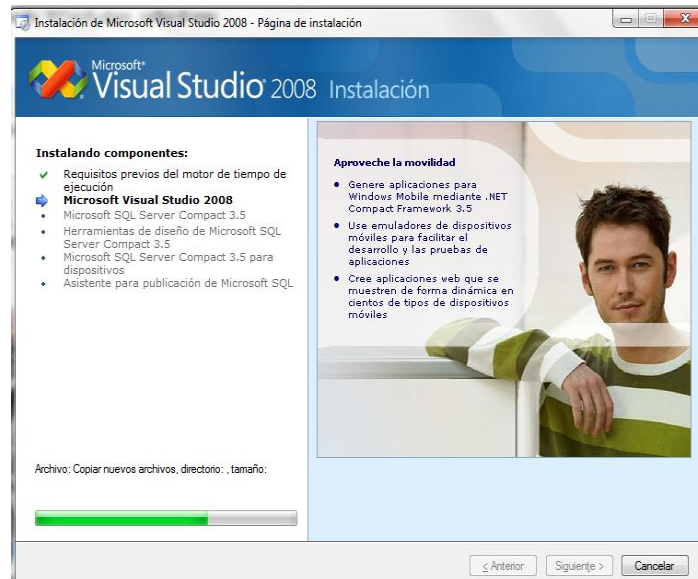 Instalación de Microsoft Visual Studio 2008 - Página de instalación
Microsoft®
Visual Studio® 2008 Instalación
Instalando componentes:
Requisitos previos del motor de tiempo de
ejecución
Microsoft Visual Studio 2008
Microsoft SQL Server Compact 3.5
Herramientas de diseño de Microsoft SQL
Server Compact 3.5
Microsoft SQL Server Compact 3.5 para
dispositivos
Asistente para publicación de Microsoft SQL
Archivo: Copiar nuevos archivos, directorio: , tamaño:
Aproveche la movilidad
Genere aplicaciones para
Windows Mobile mediante .NET
Compact Framework 3.5
Use emuladores de dispositivos
móviles para facilitar el
desarrollo y las pruebas de
aplicaciones
Cree aplicaciones web que se
muestren de forma dinámica en
cientos de tipos de dispositivos
móviles
< Anterior Siguiente > Cancelar